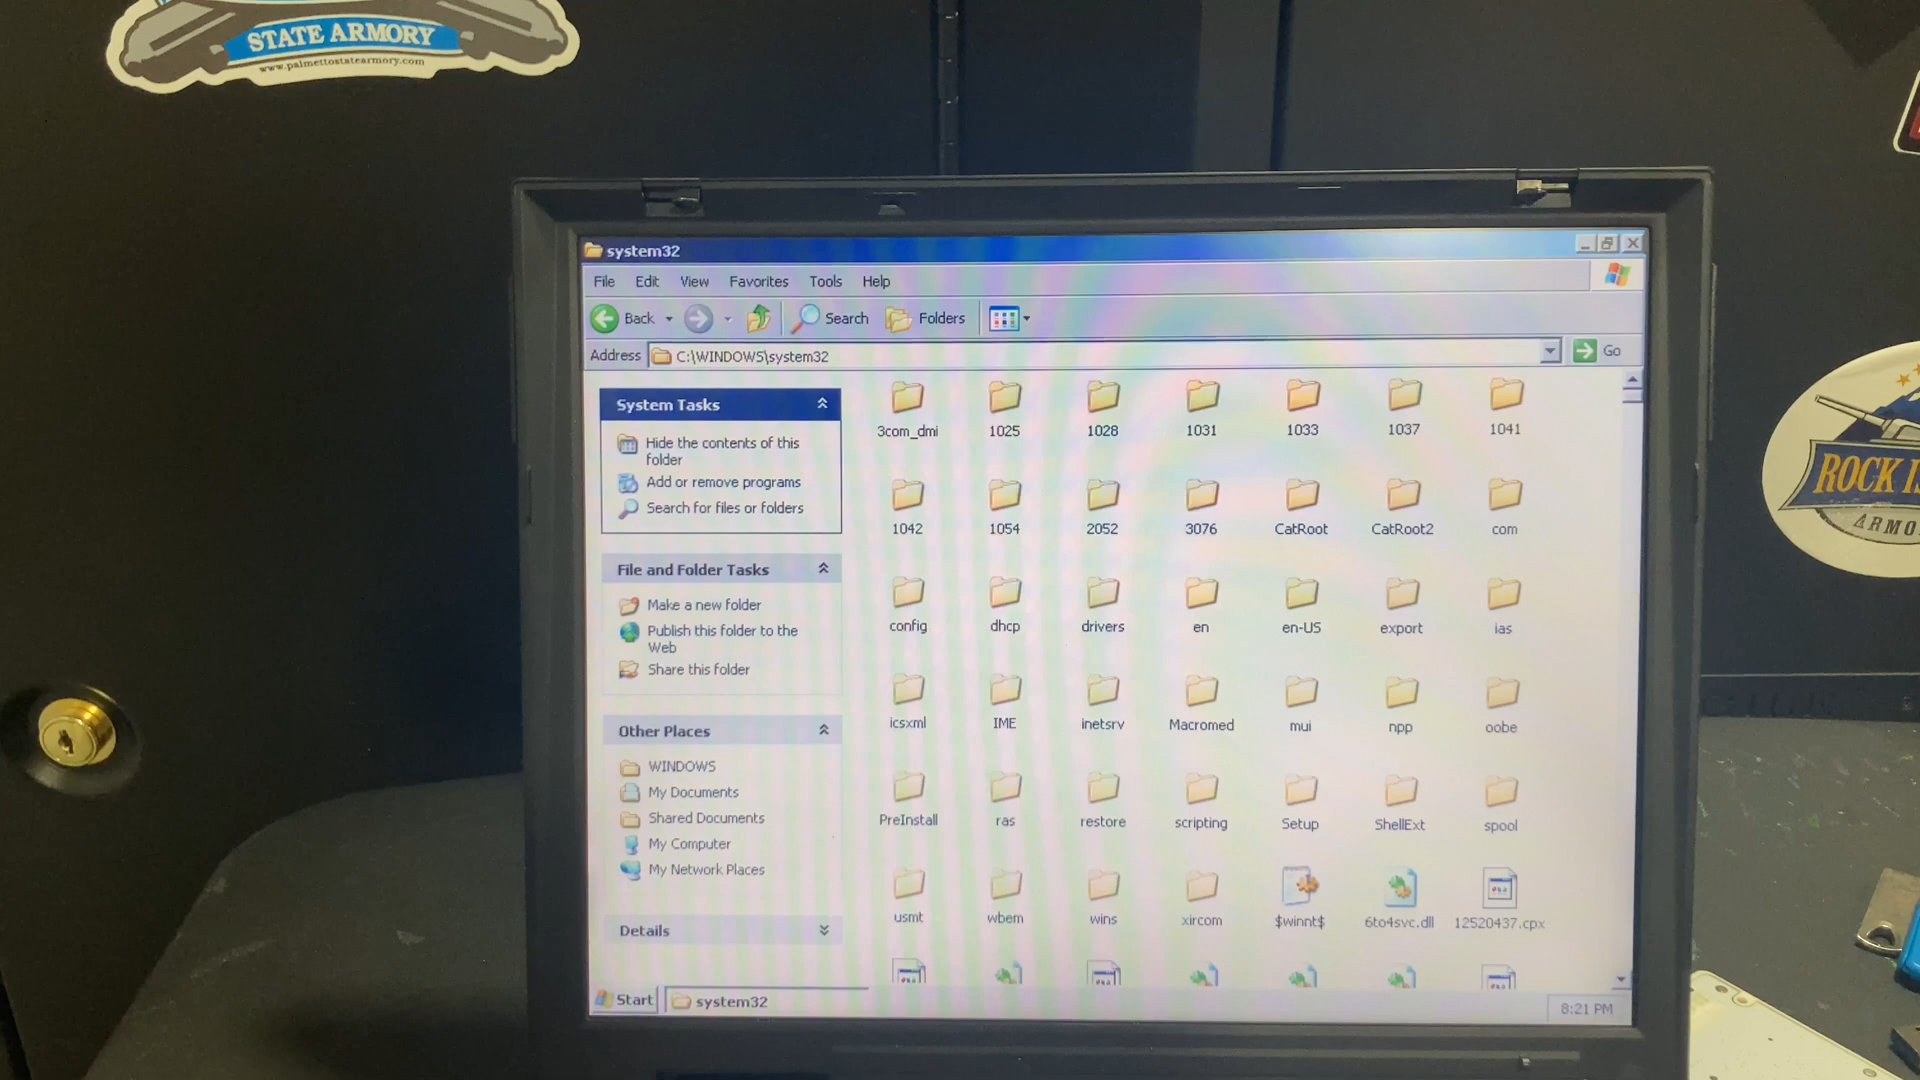 STATE ARMORY
www.palmettostatearmory.com
system32
File Edit View Favorites Tools Help
Back Search Folders
Address C:\WINDOWS\system32 Go
System Tasks
Hide the contents of this
folder
Add or remove programs
Search for files or folders
File and Folder Tasks
Make a new folder
Publish this folder to the
Web
Share this folder
Other Places
WINDOWS
My Documents
Shared Documents
My Computer
My Network Places
Details
3com_dmi 1025 1028 1031 1033 1037 1041
1042 1054 2052 3076 CatRoot CatRoot2 com
config dhcp drivers en en-US export ias
icsxml IME inetsrv Macromed mui npp oobe
PreInstall ras restore scripting Setup ShellExt spool
usmt wbem wins xircom $winnt$ 6to4svc.dll 12520437.cpx
Start system32 8:21 PM
ROCK